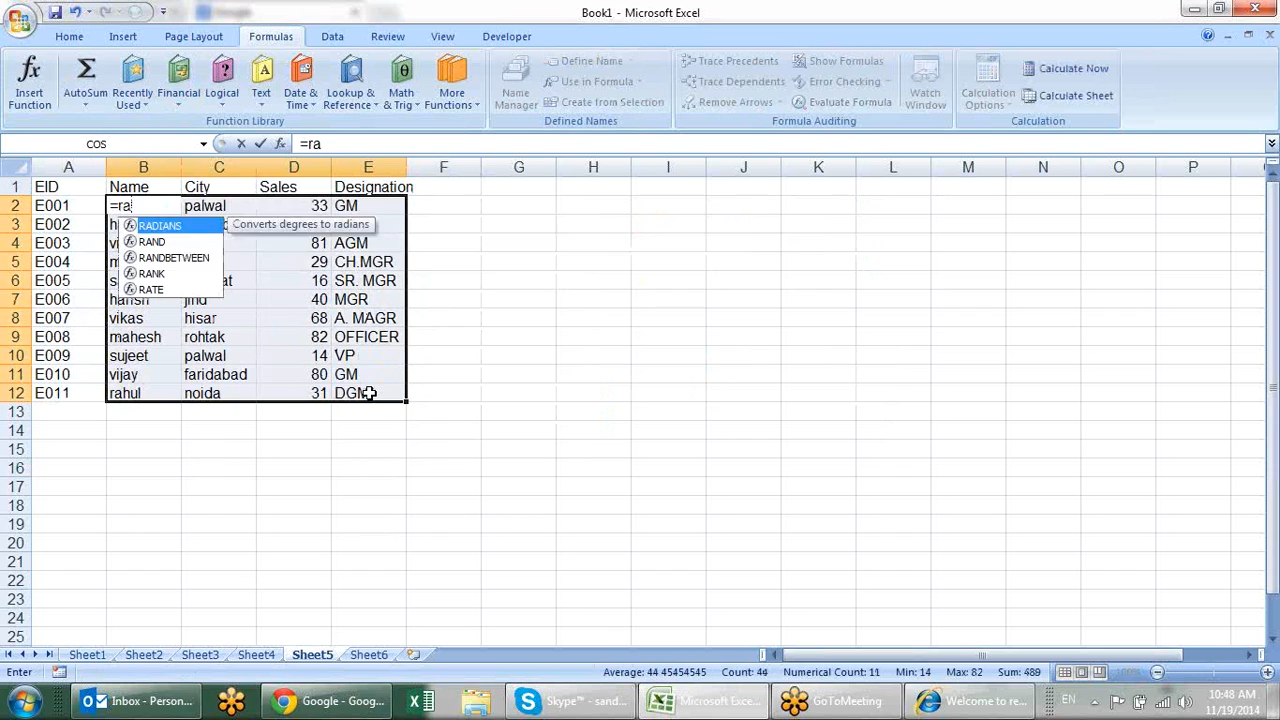 Google
Book1 - Microsoft Excel
Home Insert Page Layout Formulas Data Review View Developer
Insert Function
AutoSum
Recently Used
Financial
Logical
Text
Date & Time
Lookup & Reference
Math & Trig
More Functions
Function Library
Name Manager
Define Name
Use in Formula
Create from Selection
Defined Names
Trace Precedents
Trace Dependents
Remove Arrows
Show Formulas
Error Checking
Evaluate Formula
Formula Auditing
Watch Window
Calculation Options
Calculate Now
Calculate Sheet
Calculation
COS =ra
A B C D E F G H I J K L M N O P
1 EID Name City Sales Designation
2 E001 =ra palwal 33 GM
RADIANS Converts degrees to radians
RAND
RANDBETWEEN
RANK
RATE
3 E002
4 E003 81 AGM
5 E004 29 CH.MGR
6 E005 16 SR. MGR
7 E006 harish jind 40 MGR
8 E007 vikas hisar 68 A. MAGR
9 E008 mahesh rohtak 82 OFFICER
10 E009 sujeet palwal 14 VP
11 E010 vijay faridabad 80 GM
12 E011 rahul noida 31 DGM
13
14
15
16
17
18
19
20
21
22
23
24
25
Sheet1 Sheet2 Sheet3 Sheet4 Sheet5 Sheet6
Enter Average: 44.45454545 Count: 44 Numerical Count: 11 Min: 14 Max: 82 Sum: 489
Inbox - Person... Google - Goog... Skype™ - sand... Microsoft Exce... GoToMeeting Welcome to re... EN
10:48 AM
11/19/2014